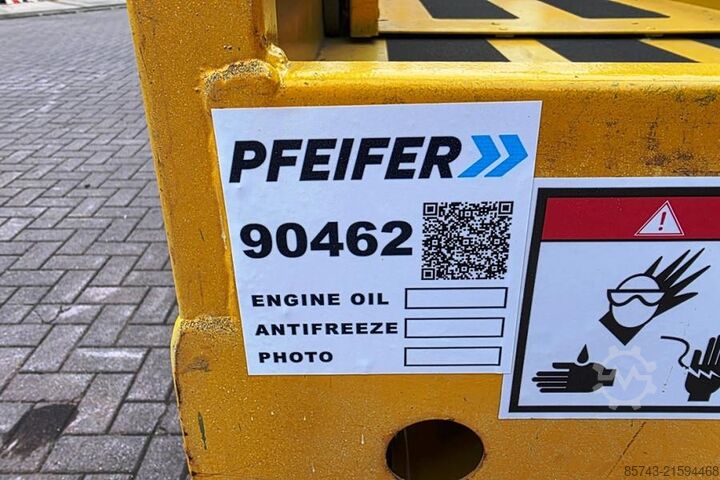 PFEIFER
90462
ENGINE OIL
ANTIFREEZE
PHOTO
!
85743-21594468